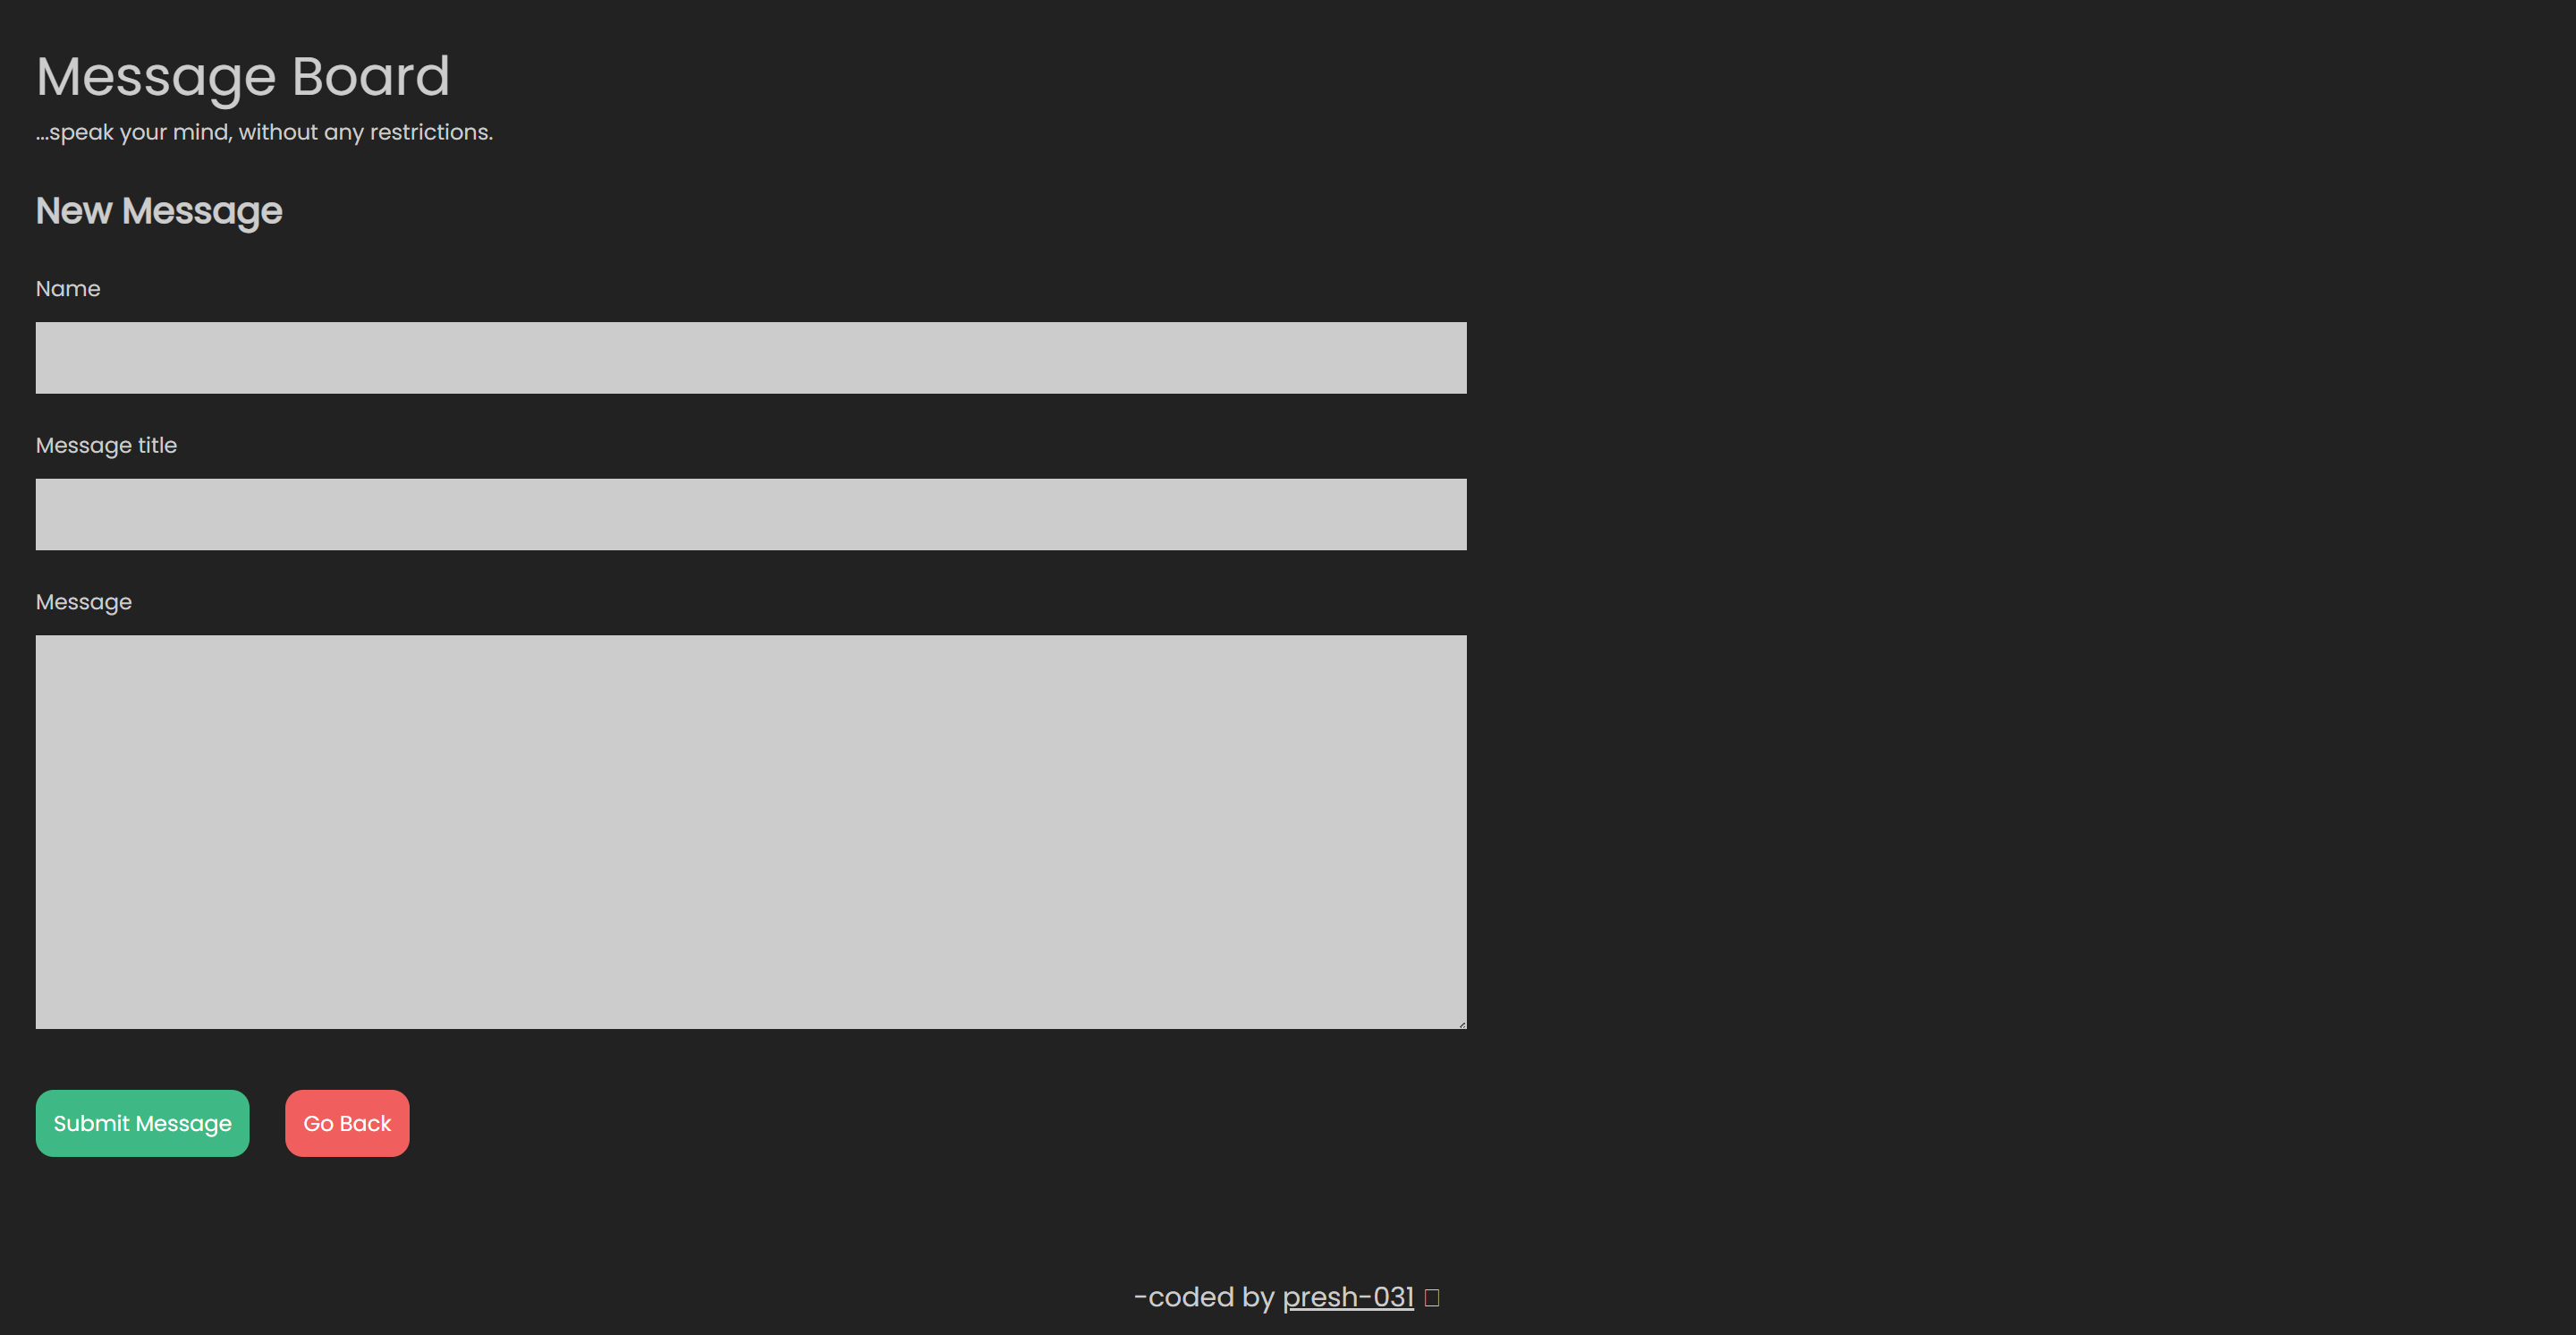 Message Board
...speak your mind, without any restrictions.
New Message
Name
Message title
Message
Submit Message
Go Back
-coded by presh-031